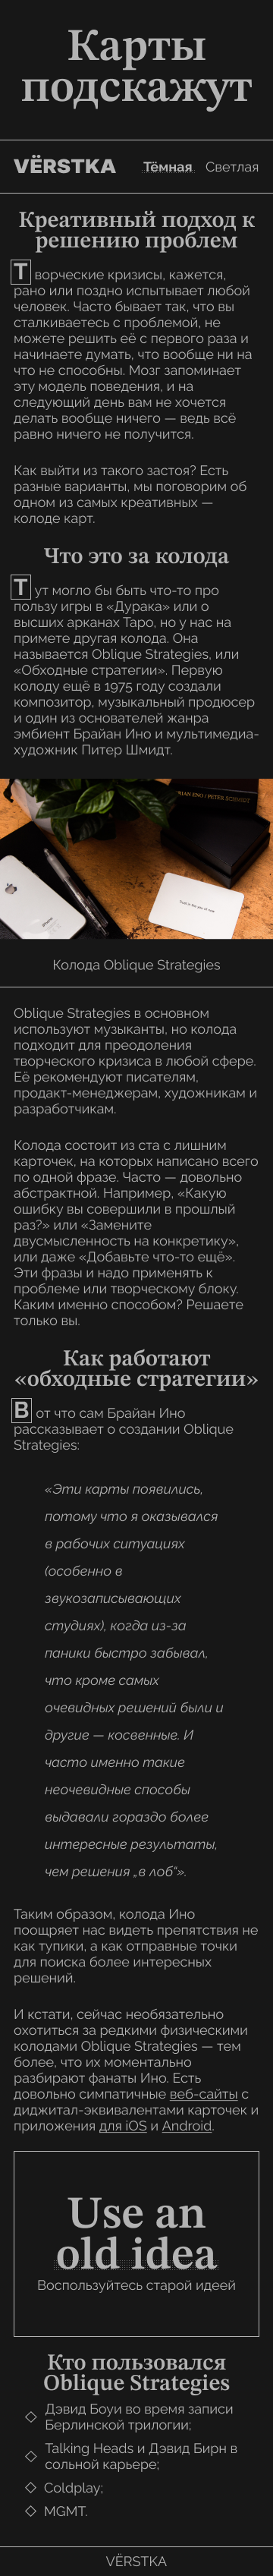 Карты
подскажут
VЁRSTKA
Тёмная
Светлая
Креативный подход к
решению проблем
Творческие кризисы, кажется,
рано или поздно испытывает любой
человек. Часто бывает так, что вы
сталкиваетесь с проблемой, не
можете решить её с первого раза и
начинаете думать, что вообще ни на
что не способны. Мозг запоминает
эту модель поведения, и на
следующий день вам не хочется
делать вообще ничего — ведь всё
равно ничего не получится.
Как выйти из такого застоя? Есть
разные варианты, мы поговорим об
одном из самых креативных —
колоде карт.
Что это за колода
Тут могло бы быть что-то про
пользу игры в «Дурака» или о
высших арканах Таро, но у нас на
примете другая колода. Она
называется Oblique Strategies, или
«Обходные стратегии». Первую
колоду ещё в 1975 году создали
композитор, музыкальный продюсер
и один из основателей жанра
эмбиент Брайан Ино и мультимедиа-
художник Питер Шмидт.
BRIAN ENO / PETER SCHMIDT
iPhone
Колода Oblique Strategies
Oblique Strategies в основном
используют музыканты, но колода
подходит для преодоления
творческого кризиса в любой сфере.
Её рекомендуют писателям,
продакт-менеджерам, художникам и
разработчикам.
Колода состоит из ста с лишним
карточек, на которых написано всего
по одной фразе. Часто — довольно
абстрактной. Например, «Какую
ошибку вы совершили в прошлый
раз?» или «Замените
двусмысленность на конкретику»,
или даже «Добавьте что-то ещё».
Эти фразы и надо применять к
проблеме или творческому блоку.
Каким именно способом? Решаете
только вы.
Как работают
«обходные стратегии»
Вот что сам Брайан Ино
рассказывает о создании Oblique
Strategies:
«Эти карты появились,
потому что я оказывался
в рабочих ситуациях
(особенно в
звукозаписывающих
студиях), когда из-за
паники быстро забывал,
что кроме самых
очевидных решений были и
другие — косвенные. И
часто именно такие
неочевидные способы
выдавали гораздо более
интересные результаты,
чем решения „в лоб“».
Таким образом, колода Ино
поощряет нас видеть препятствия не
как тупики, а как отправные точки
для поиска более интересных
решений.
И кстати, сейчас необязательно
охотиться за редкими физическими
колодами Oblique Strategies — тем
более, что их моментально
разбирают фанаты Ино. Есть
довольно симпатичные веб-сайты с
диджитал-эквивалентами карточек и
приложения для iOS и Android.
Use an
old idea
Воспользуйтесь старой идеей
Кто пользовался
Oblique Strategies
Дэвид Боуи во время записи
Берлинской трилогии;
Talking Heads и Дэвид Бирн в
сольной карьере;
Coldplay;
MGMT.
VЁRSTKA